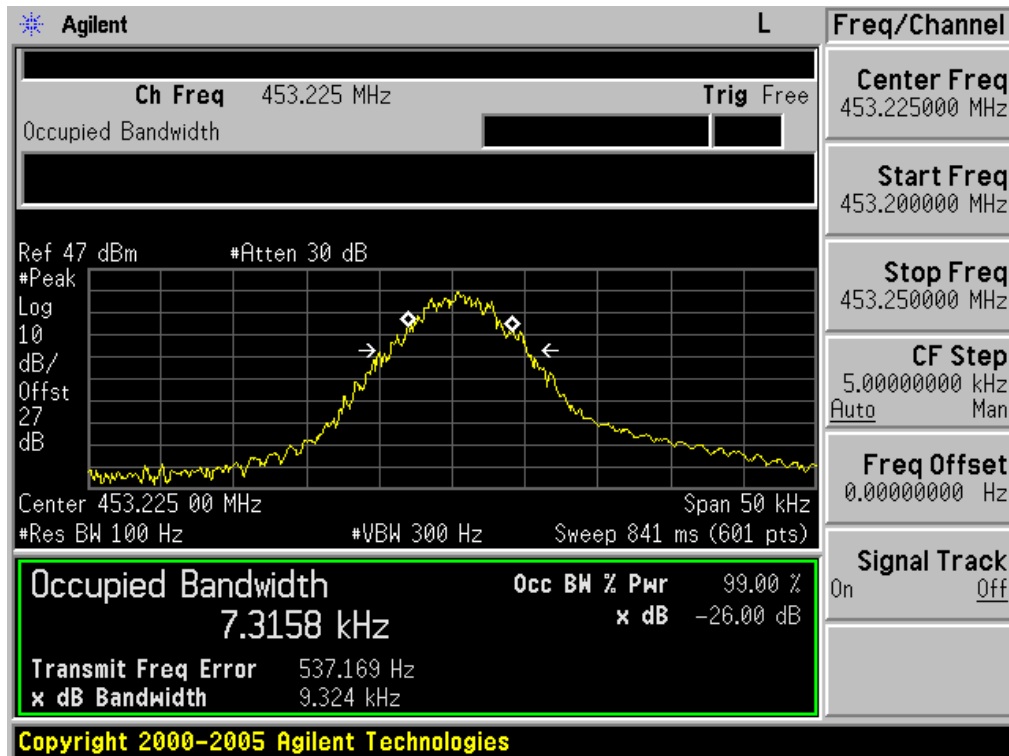 Agilent L
Freq/Channel
Ch Freq 453.225 MHz Trig Free
Occupied Bandwidth
Center Freq
453.225000 MHz
Start Freq
453.200000 MHz
Stop Freq
453.250000 MHz
CF Step
5.00000000 kHz
Auto Man
Freq Offset
0.00000000 Hz
Signal Track
On Off
Ref 47 dBm #Atten 30 dB
#Peak
Log
10
dB/
Offst
27
dB
Center 453.225 00 MHz Span 50 kHz
#Res BW 100 Hz #VBW 300 Hz Sweep 841 ms (601 pts)
Occupied Bandwidth Occ BW % Pwr 99.00 %
7.3158 kHz x dB -26.00 dB
Transmit Freq Error 537.169 Hz
x dB Bandwidth 9.324 kHz
Copyright 2000-2005 Agilent Technologies